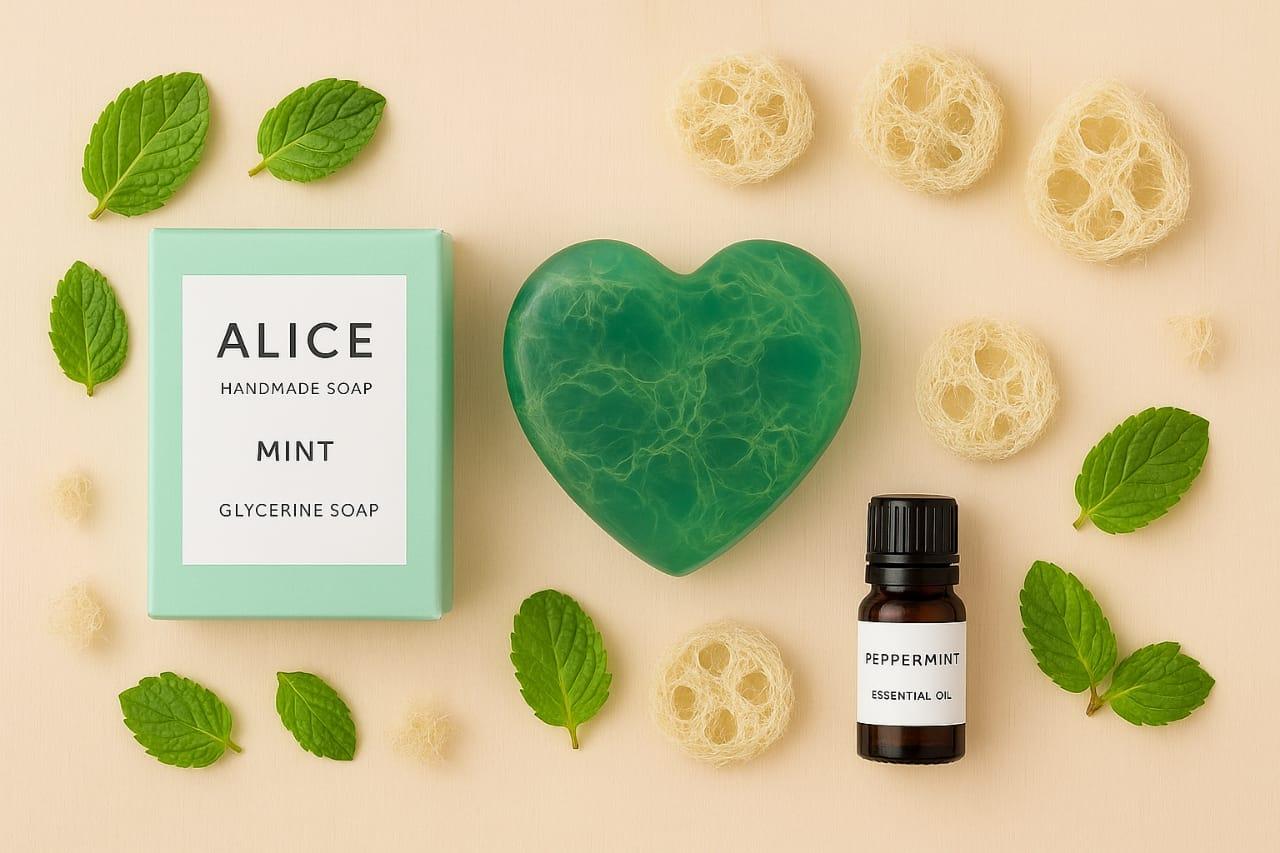 ALICE
HANDMADE SOAP
MINT
GLYCERINE SOAP
PEPPERMINT
ESSENTIAL OIL